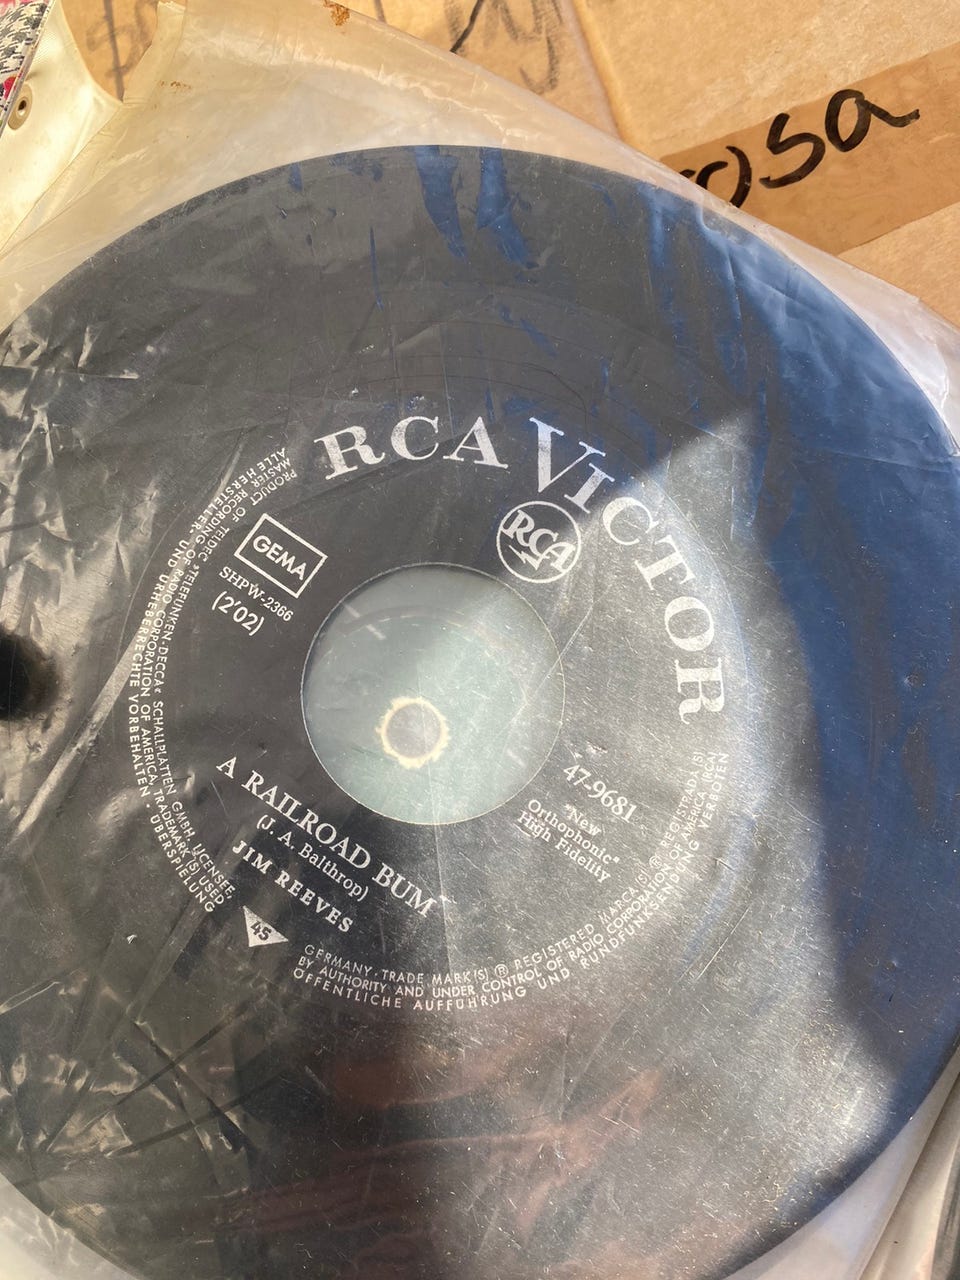 RCA VICTOR
RCA
GEMA
SHPW-2366
(2'02)
47-9681
"New
Orthophonic"
High Fidelity
A RAILROAD BUM
(J. A. Balthrop)
JIM REEVES
45
PRODUCT OF TELDEC »TELEFUNKEN-DECCA« SCHALLPLATTEN GMBH, LICENSEE,
MASTER RECORDING OF RADIO CORPORATION OF AMERICA, TRADEMARK(S) USED
ALLE HERSTELLER- UND URHEBERRECHTE VORBEHALTEN · ÜBERSPIELUNG
GERMANY·TRADE MARK(S) ® REGISTERED MARCA(S) ® REGISTRADA (S)
BY AUTHORITY AND UNDER CONTROL OF RADIO CORPORATION OF AMERICA (RCA)
ÖFFENTLICHE AUFFÜHRUNG UND RUNDFUNKSENDUNG VERBOTEN